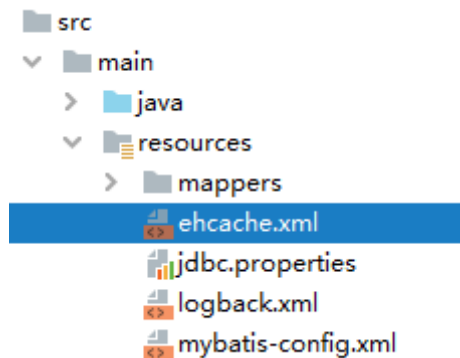 src
main
java
resources
mappers
ehcache.xml
jdbc.properties
logback.xml
mybatis-config.xml